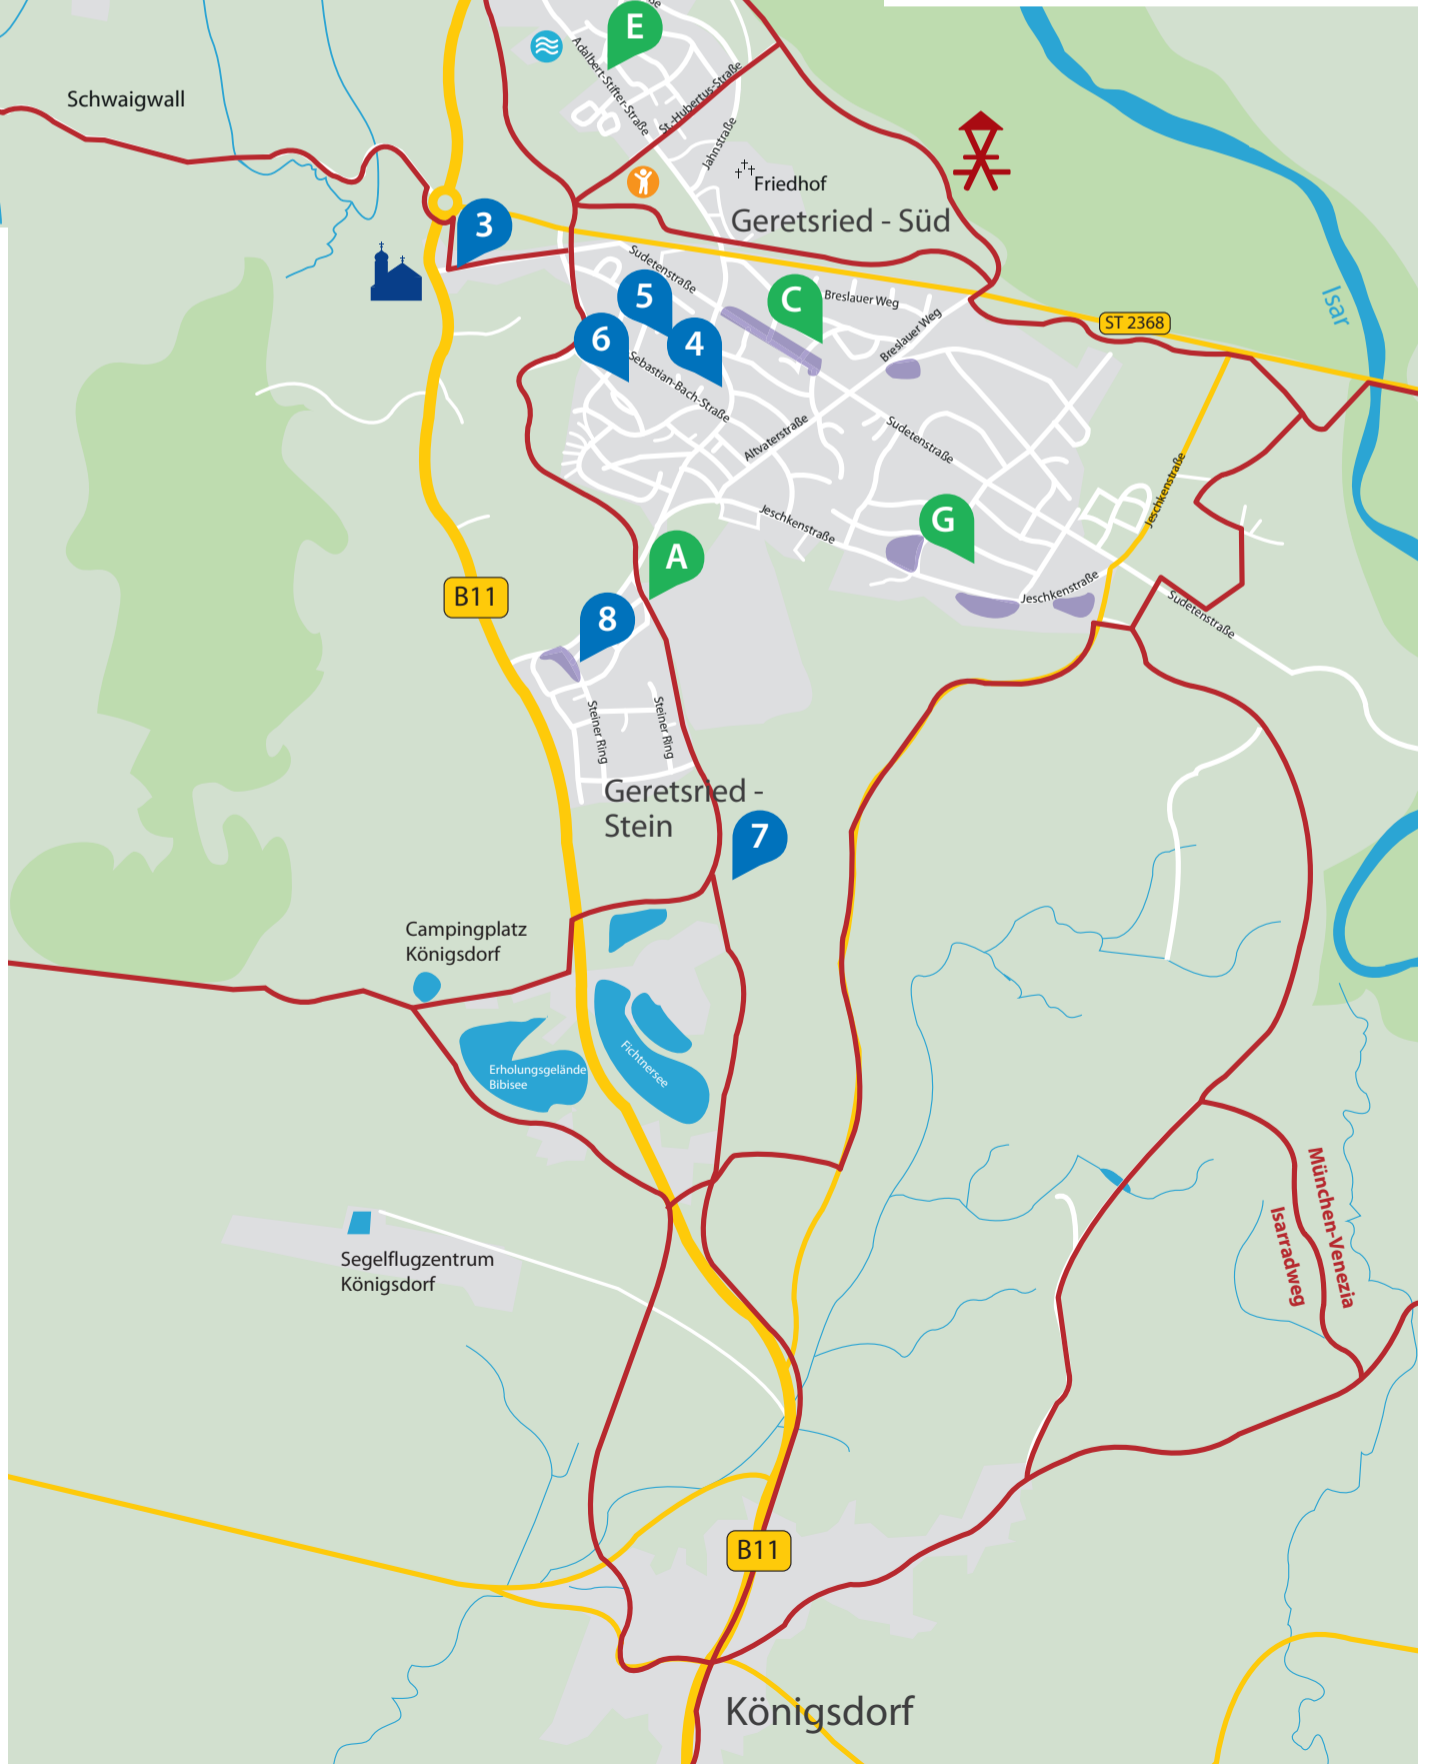 ße
E
Adalbert-Stifter-Straße
St.-Hubertus-Straße
Schwaigwall
Jahnstraße
Friedhof
3
Geretsried - Süd
Sudetenstraße
5
C
Breslauer Weg
Isar
ST 2368
6
4
Breslauer Weg
Sebastian-Bach-Straße
Altvaterstraße
Sudetenstraße
Jeschkenstraße
Jeschkenstraße
G
A
B11
Jeschkenstraße
8
Sudetenstraße
Steiner Ring
Steiner Ring
Geretsried -
Stein
7
Campingplatz
Königsdorf
Fichtnersee
Erholungsgelände
Bibisee
München-Venezia
Isarradweg
Segelflugzentrum
Königsdorf
B11
Königsdorf